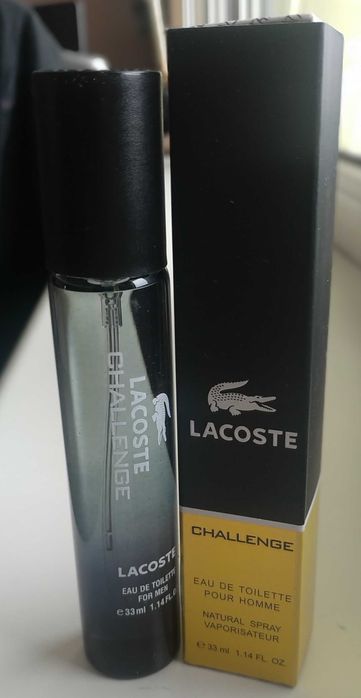 LACOSTE
CHALLENGE
LACOSTE
EAU DE TOILETTE
FOR MEN
℮33ml 1.14 FL.O
LACOSTE
CHALLENGE
EAU DE TOILETTE
POUR HOMME
NATURAL SPRAY
VAPORISATEUR
℮ 33 ml 1.14 FL. OZ